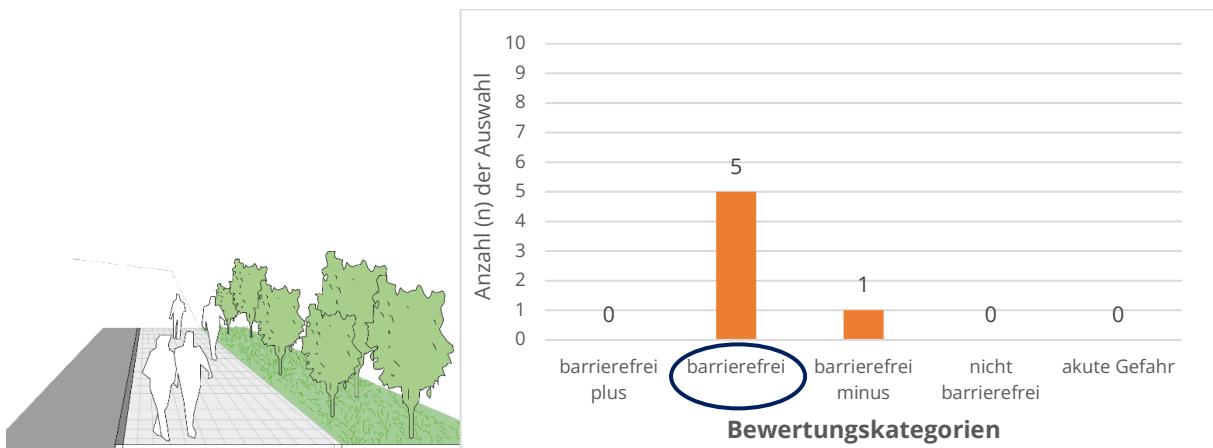 Anzahl (n) der Auswahl
10
9
8
7
6
5
4
3
2
1
0
0
5
1
0
0
barrierefrei
plus
barrierefrei
barrierefrei
minus
nicht
barrierefrei
akute Gefahr
Bewertungskategorien